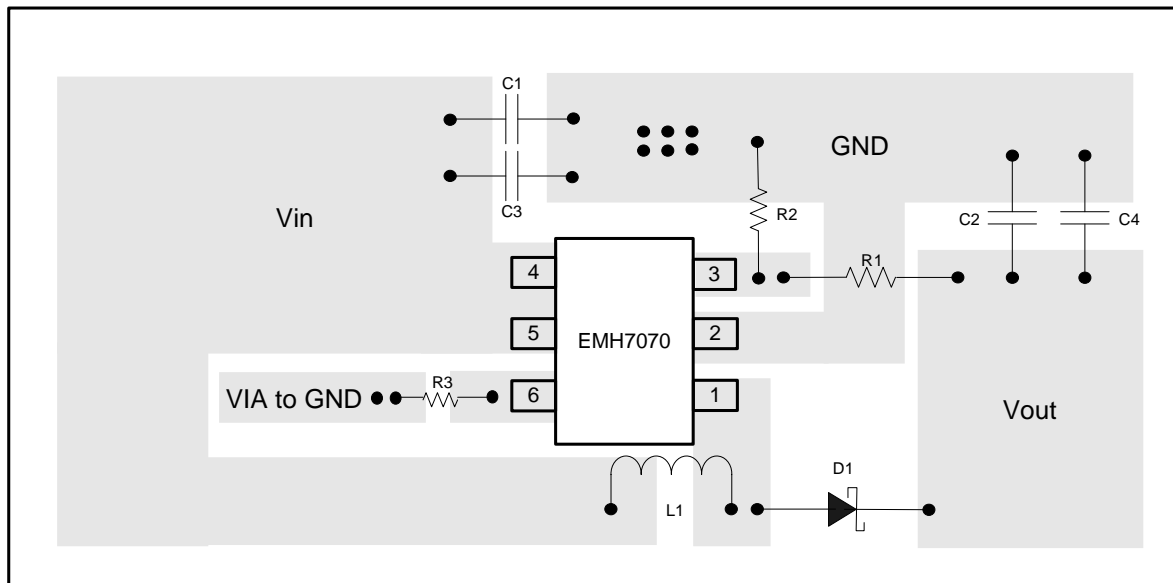 C1
GND
C3
Vin
R2
C2
C4
R1
4
3
5
EMH7070
2
VIA to GND
R3
6
1
Vout
D1
L1